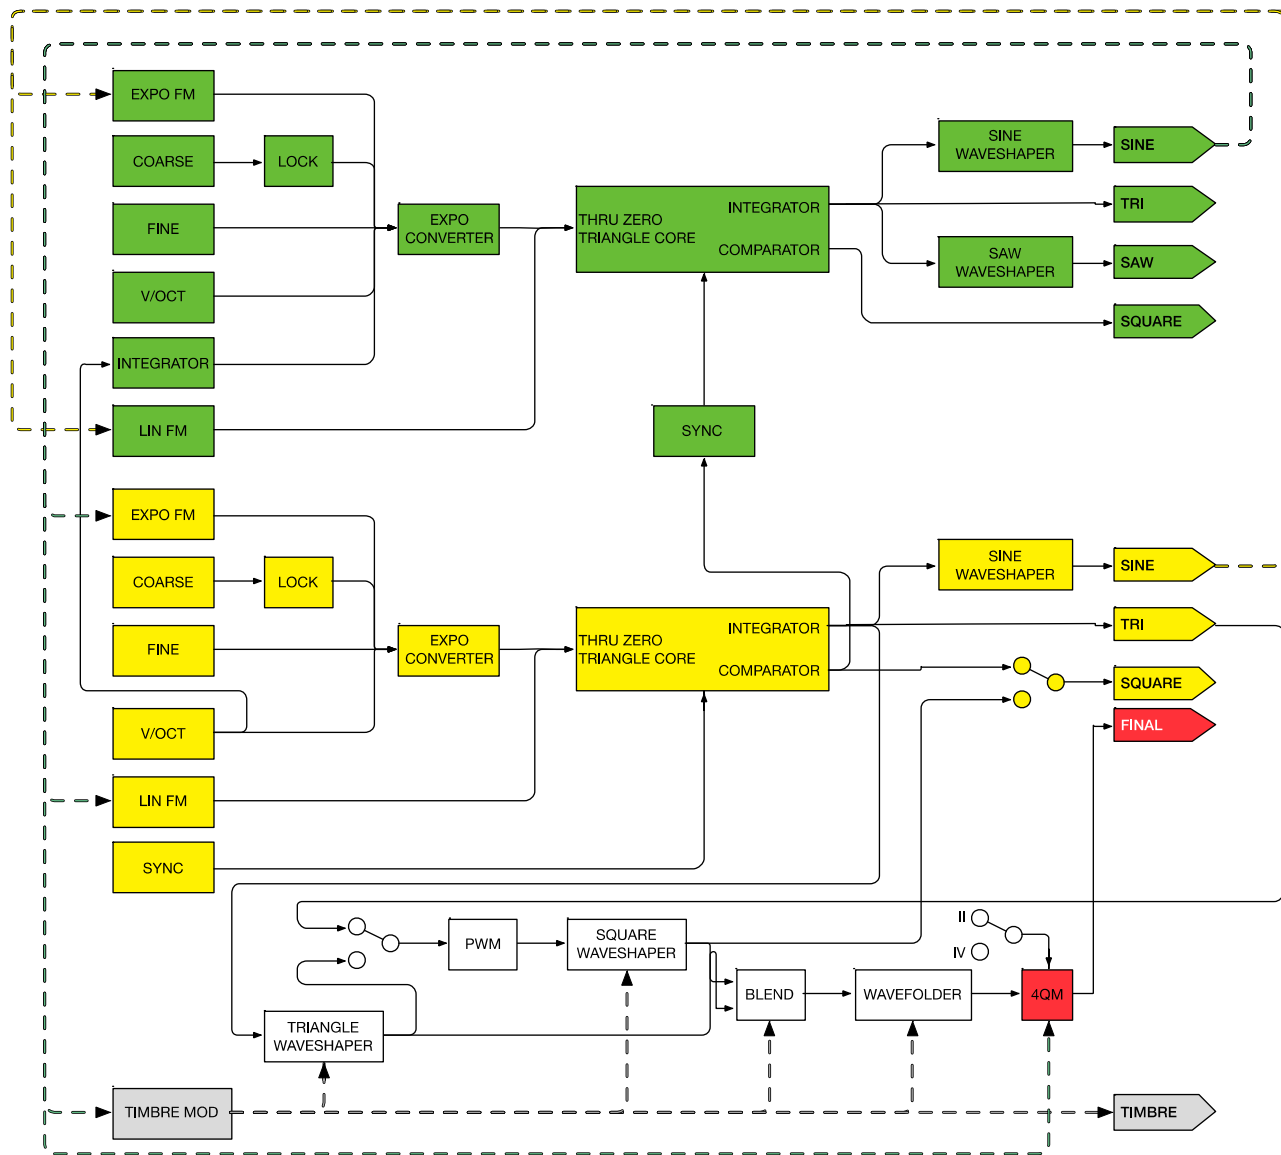 EXPO FM
COARSE
LOCK
FINE
V/OCT
INTEGRATOR
LIN FM
EXPO
CONVERTER
THRU ZERO
TRIANGLE CORE
INTEGRATOR
COMPARATOR
SINE
WAVESHAPER
SINE
TRI
SAW
WAVESHAPER
SAW
SQUARE
SYNC
EXPO FM
COARSE
LOCK
FINE
V/OCT
LIN FM
SYNC
EXPO
CONVERTER
THRU ZERO
TRIANGLE CORE
INTEGRATOR
COMPARATOR
SINE
WAVESHAPER
SINE
TRI
SQUARE
FINAL
PWM
SQUARE
WAVESHAPER
TRIANGLE
WAVESHAPER
BLEND
WAVEFOLDER
II
IV
4QM
TIMBRE MOD
TIMBRE